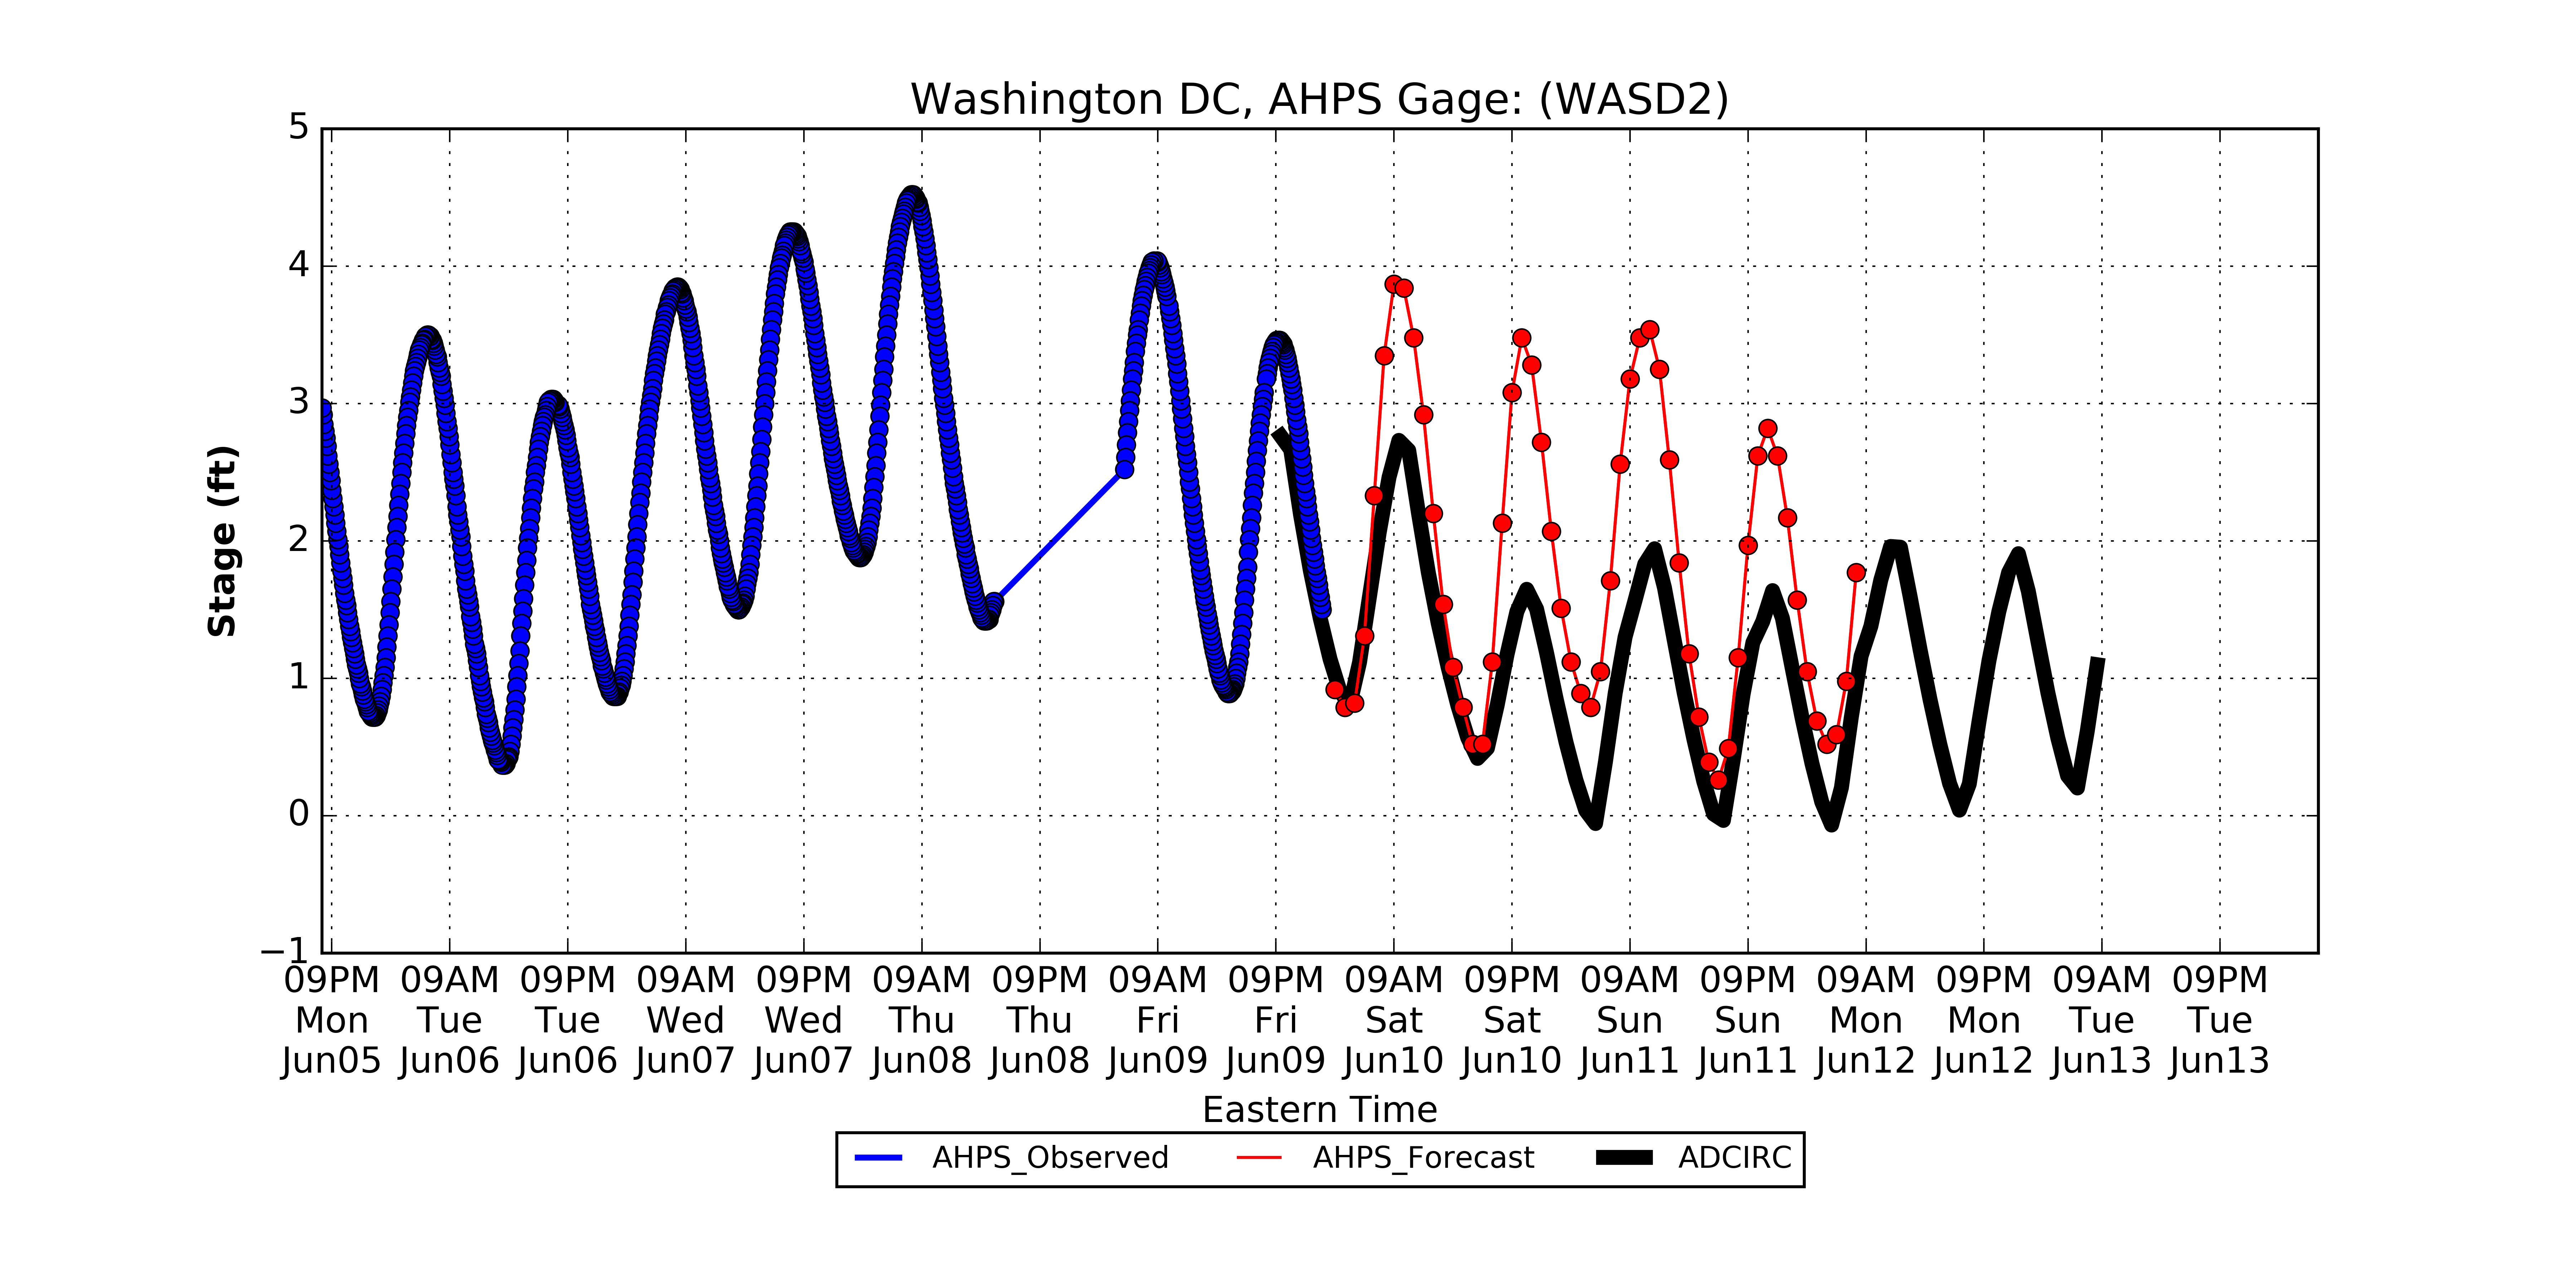 Washington DC, AHPS Gage: (WASD2)
5
4
3
2
1
0
−1
Stage (ft)
09PM 09AM 09PM 09AM 09PM 09AM 09PM 09AM 09PM 09AM 09PM 09AM 09PM 09AM 09PM 09AM 09PM
Mon Tue Tue Wed Wed Thu Thu Fri Fri Sat Sat Sun Sun Mon Mon Tue Tue
Jun05 Jun06 Jun06 Jun07 Jun07 Jun08 Jun08 Jun09 Jun09 Jun10 Jun10 Jun11 Jun11 Jun12 Jun12 Jun13 Jun13
Eastern Time
AHPS_Observed AHPS_Forecast ADCIRC